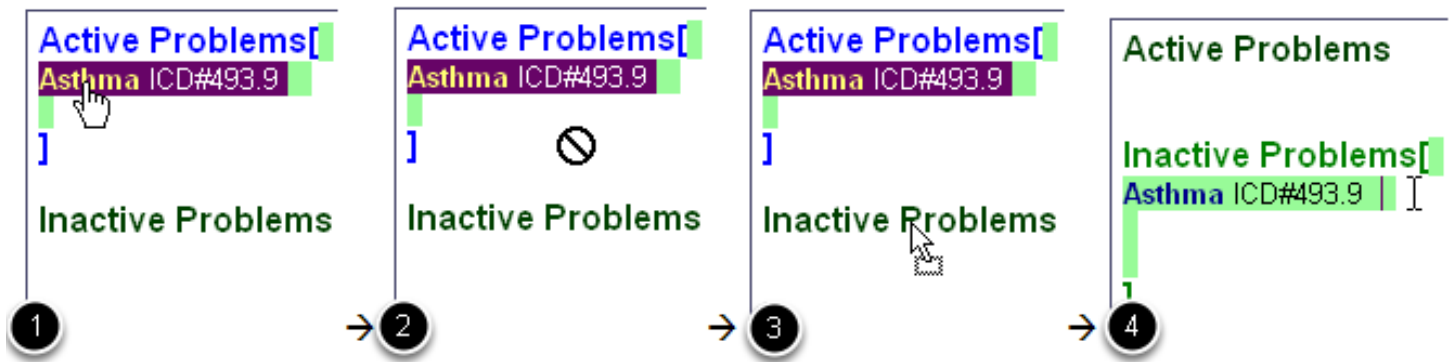 Active Problems[
Asthma ICD#493.9
]
Inactive Problems
1
→
Active Problems[
Asthma ICD#493.9
]
Inactive Problems
2
→
Active Problems[
Asthma ICD#493.9
]
Inactive Problems
3
→
Active Problems
Inactive Problems[
Asthma ICD#493.9
]
4